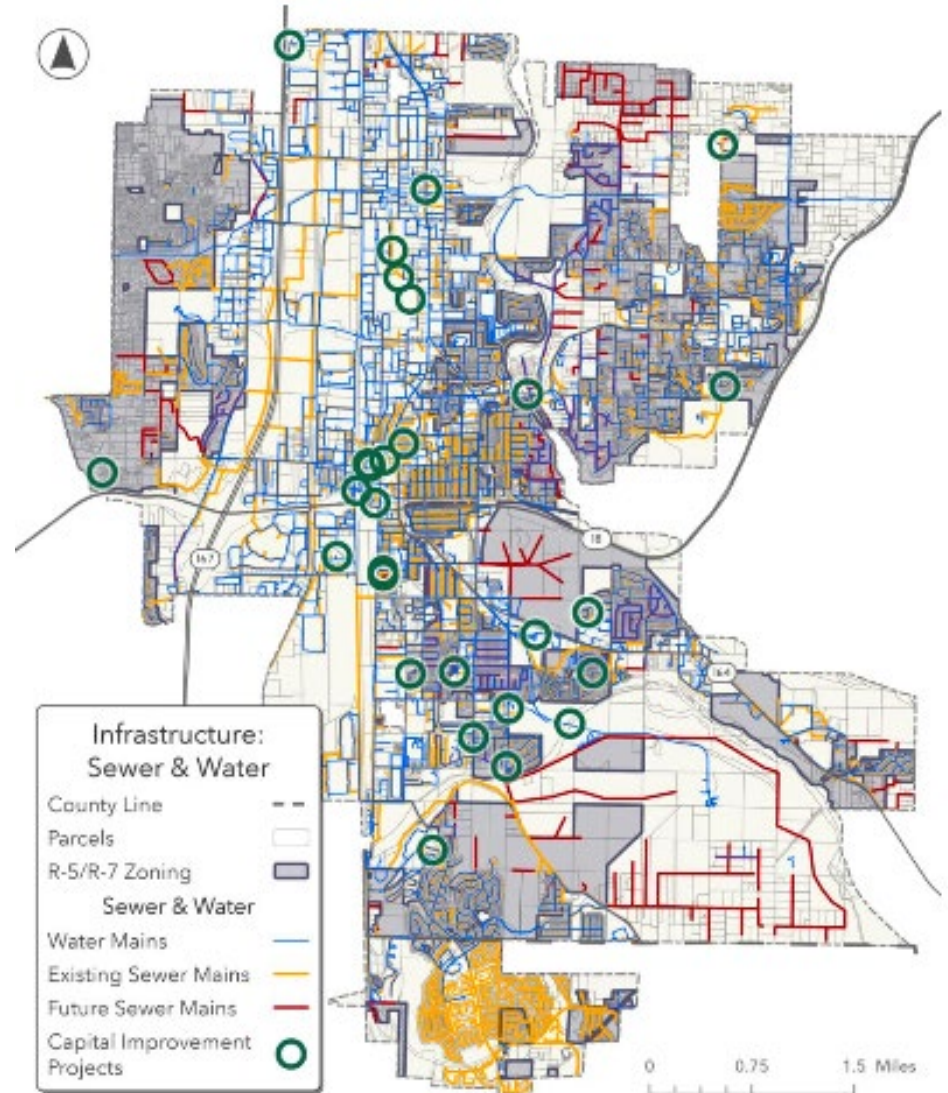 18
167
164
Infrastructure:
Sewer & Water
County Line
Parcels
R-5/R-7 Zoning
Sewer & Water
Water Mains
Existing Sewer Mains
Future Sewer Mains
Capital Improvement
Projects
0 0.75 1.5 Miles